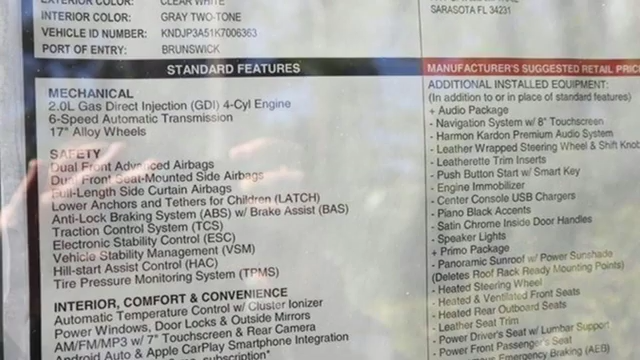 EXTERIOR COLOR: CLEAR WHITE
INTERIOR COLOR: GRAY TWO-TONE
VEHICLE ID NUMBER: KNDJP3A51K7006363
PORT OF ENTRY: BRUNSWICK
SARASOTA FL 34231
STANDARD FEATURES
MECHANICAL
2.0L Gas Direct Injection (GDI) 4-Cyl Engine
6-Speed Automatic Transmission
17" Alloy Wheels
SAFETY
Dual Front Advanced Airbags
Dual Front Seat-Mounted Side Airbags
Full-Length Side Curtain Airbags
Lower Anchors and Tethers for Children (LATCH)
Anti-Lock Braking System (ABS) w/ Brake Assist (BAS)
Traction Control System (TCS)
Electronic Stability Control (ESC)
Vehicle Stability Management (VSM)
Hill-start Assist Control (HAC)
Tire Pressure Monitoring System (TPMS)
INTERIOR, COMFORT & CONVENIENCE
Automatic Temperature Control w/ Cluster Ionizer
Power Windows, Door Locks & Outside Mirrors
AM/FM/MP3 w/ 7" Touchscreen & Rear Camera
Android Auto & Apple CarPlay Smartphone Integration
subscription*
MANUFACTURER'S SUGGESTED RETAIL PRIC
ADDITIONAL INSTALLED EQUIPMENT:
(In addition to or in place of standard features)
+ Audio Package
- Navigation System w/ 8" Touchscreen
- Harmon Kardon Premium Audio System
- Leather Wrapped Steering Wheel & Shift Knob
- Leatherette Trim Inserts
- Push Button Start w/ Smart Key
- Engine Immobilizer
- Center Console USB Chargers
- Piano Black Accents
- Satin Chrome Inside Door Handles
- Speaker Lights
+ Primo Package
- Panoramic Sunroof w/ Power Sunshade
(Deletes Roof Rack Ready Mounting Points)
- Heated Steering Wheel
- Heated & Ventilated Front Seats
- Heated Rear Outboard Seats
- Leather Seat Trim
- Power Driver's Seat w/ Lumbar Support
- Power Front Passenger's Seat
Emergency Braking (AEB)